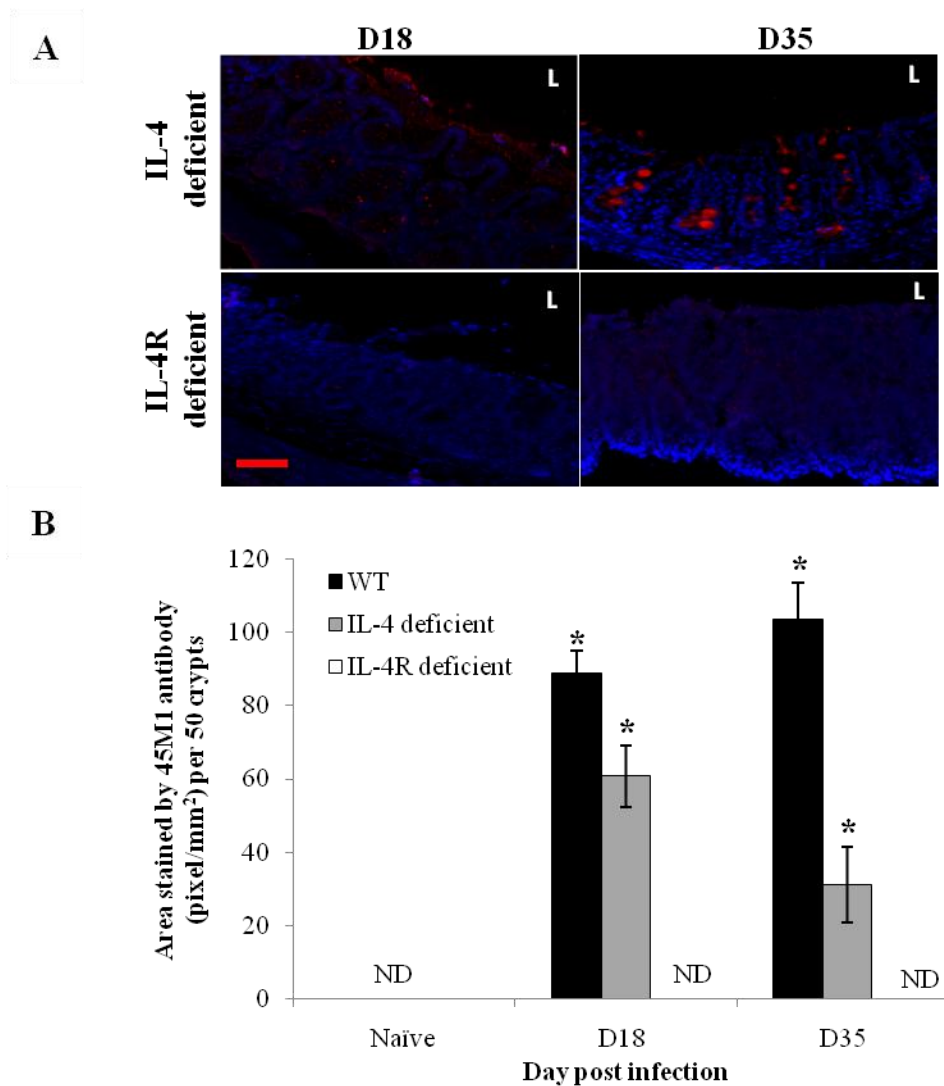 A
D18
D35
IL-4
deficient
L
L
IL-4R
deficient
L
L
B
Area stained by 45M1 antibody
(pixel/mm²) per 50 crypts
120
100
80
60
40
20
0
WT
IL-4 deficient
IL-4R deficient
*
*
*
*
ND
ND
ND
Naïve
D18
D35
Day post infection